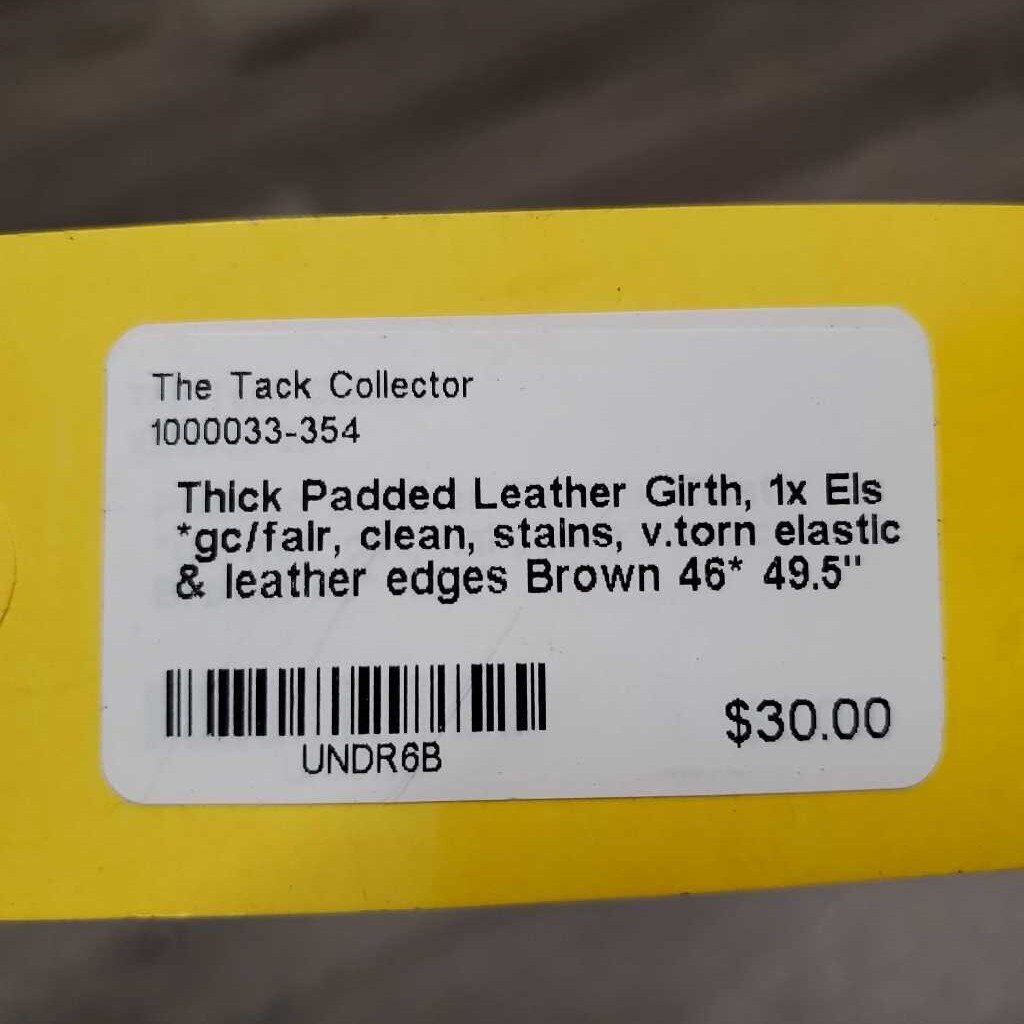 The Tack Collector
1000033-354
Thick Padded Leather Girth, 1x Els
*gc/fair, clean, stains, v.torn elastic
& leather edges Brown 46* 49.5"
UNDR6B
$30.00